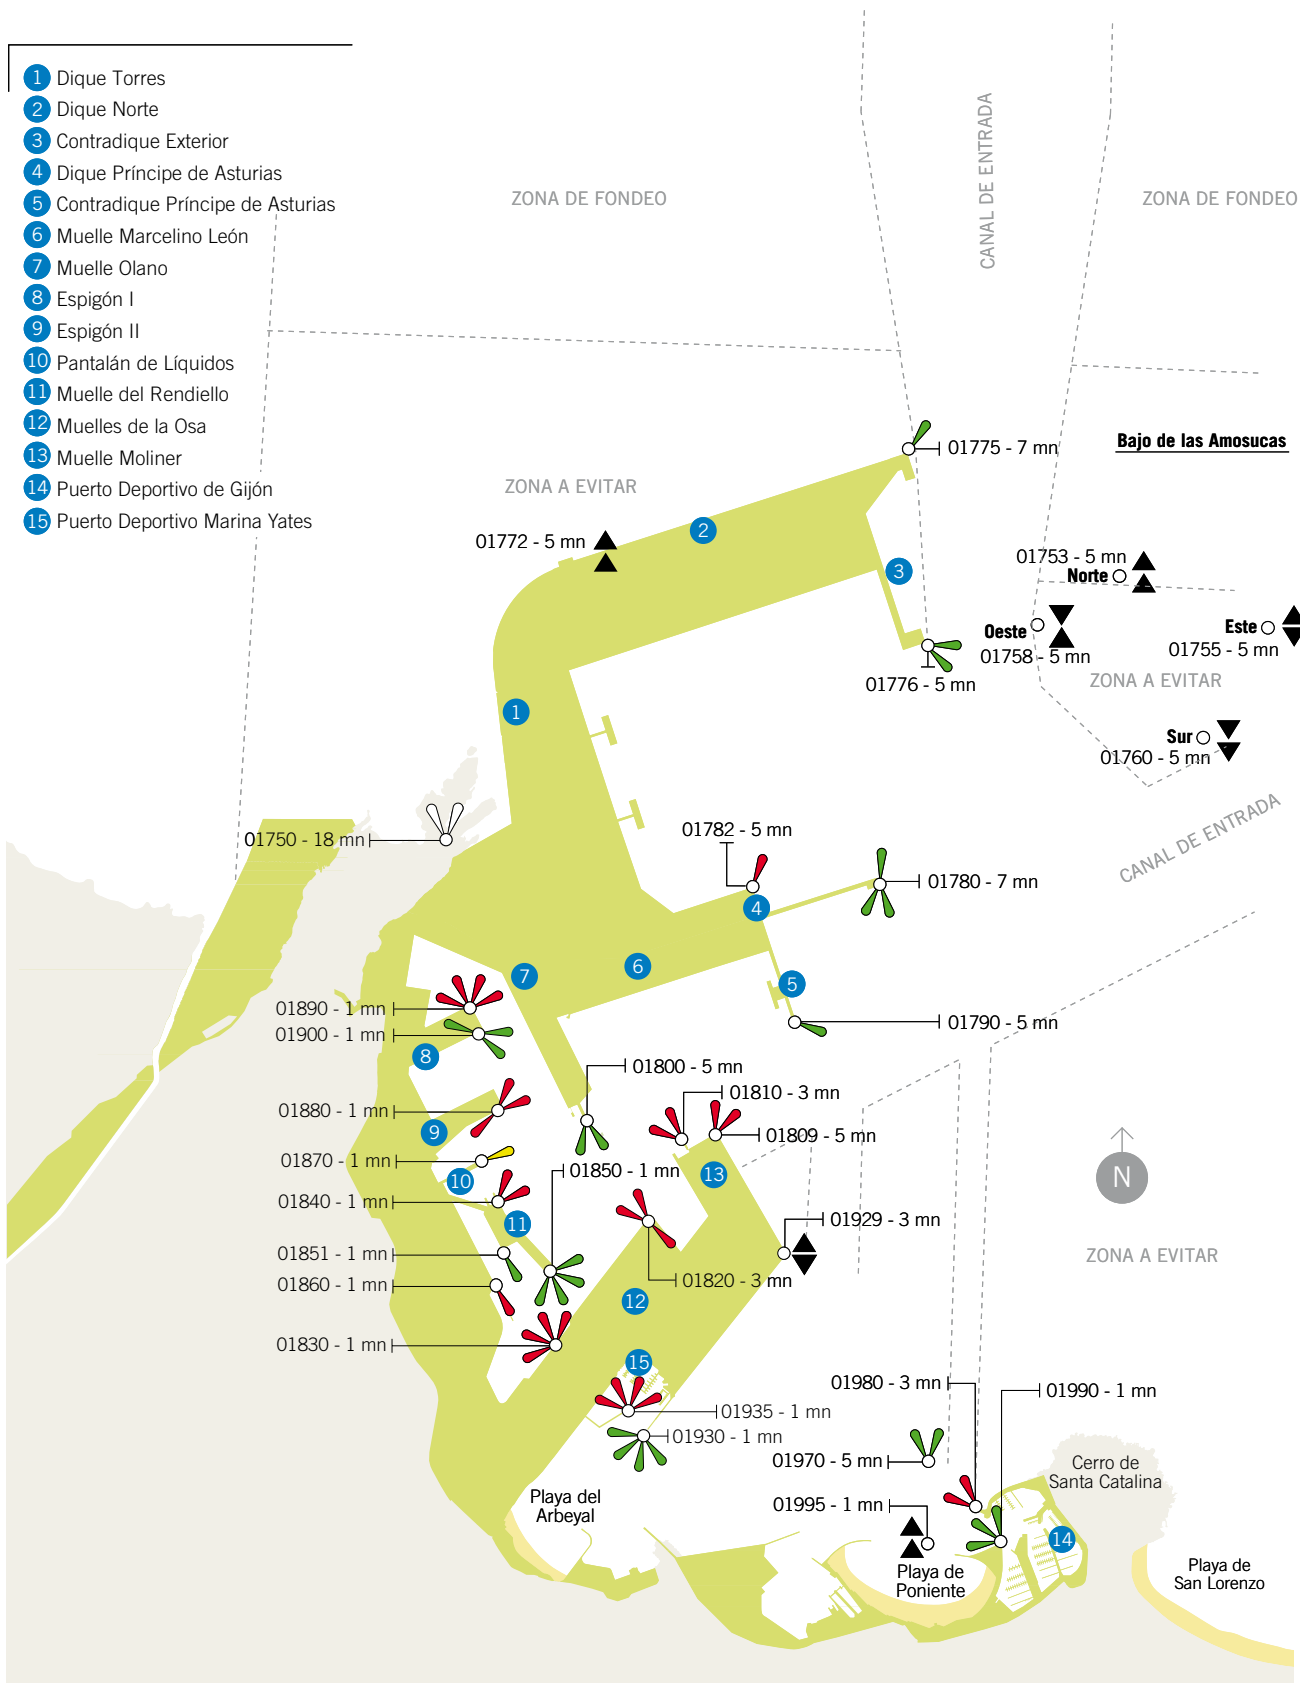 1 Dique Torres
2 Dique Norte
3 Contradique Exterior
4 Dique Príncipe de Asturias
5 Contradique Príncipe de Asturias
6 Muelle Marcelino León
7 Muelle Olano
8 Espigón I
9 Espigón II
10 Pantalán de Líquidos
11 Muelle del Rendiello
12 Muelles de la Osa
13 Muelle Moliner
14 Puerto Deportivo de Gijón
15 Puerto Deportivo Marina Yates
ZONA DE FONDEO
CANAL DE ENTRADA
ZONA DE FONDEO
01775 - 7 mn
Bajo de las Amosucas
ZONA A EVITAR
2
01772 - 5 mn
3
01753 - 5 mn
Norte
Oeste
01758 - 5 mn
Este
01755 - 5 mn
01776 - 5 mn
ZONA A EVITAR
1
Sur
01760 - 5 mn
CANAL DE ENTRADA
01750 - 18 mn
01782 - 5 mn
01780 - 7 mn
4
6
7
5
01890 - 1 mn
01900 - 1 mn
8
01790 - 5 mn
01800 - 5 mn
01810 - 3 mn
01880 - 1 mn
9
01809 - 5 mn
01870 - 1 mn
10
01850 - 1 mn
13
N
01840 - 1 mn
11
01929 - 3 mn
01851 - 1 mn
ZONA A EVITAR
01860 - 1 mn
01820 - 3 mn
12
01830 - 1 mn
15
01980 - 3 mn
01990 - 1 mn
01935 - 1 mn
01930 - 1 mn
01970 - 5 mn
Cerro de
Santa Catalina
Playa del
Arbeyal
01995 - 1 mn
14
Playa de
Poniente
Playa de
San Lorenzo